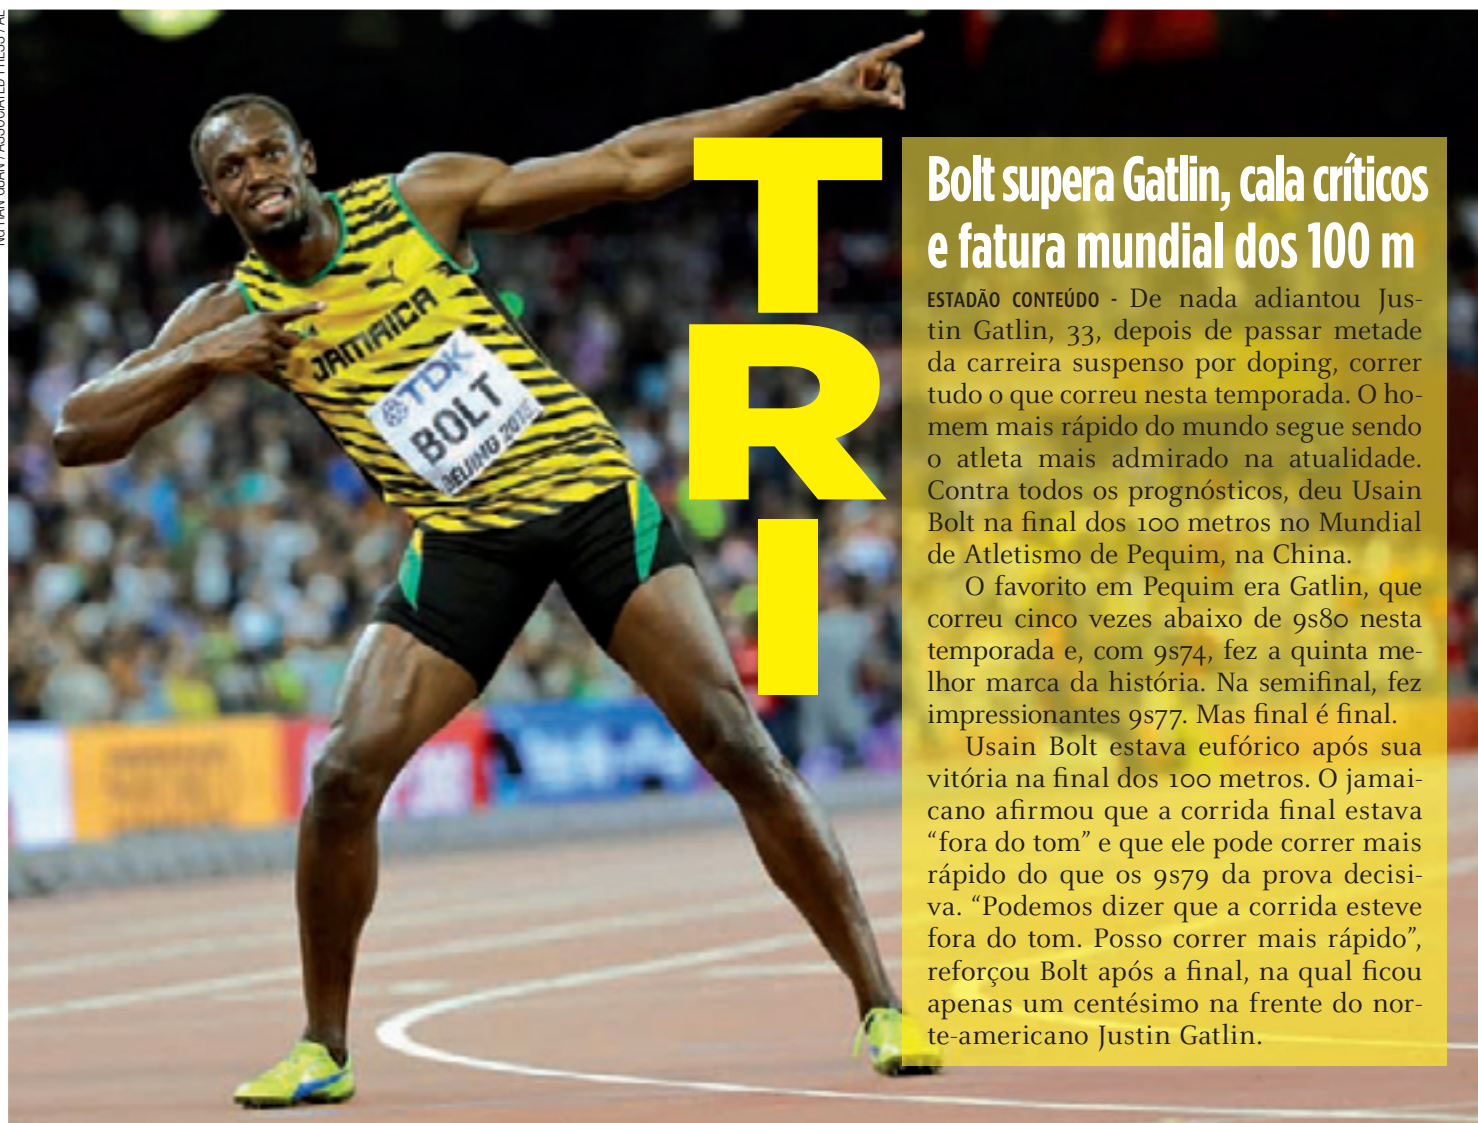 TRI
Bolt supera Gatlin, cala críticos
e fatura mundial dos 100 m
ESTADÃO CONTEÚDO - De nada adiantou Jus-
tin Gatlin, 33, depois de passar metade
da carreira suspenso por doping, correr
tudo o que correu nesta temporada. O ho-
mem mais rápido do mundo segue sendo
o atleta mais admirado na atualidade.
Contra todos os prognósticos, deu Usain
Bolt na final dos 100 metros no Mundial
de Atletismo de Pequim, na China.
O favorito em Pequim era Gatlin, que
correu cinco vezes abaixo de 9s80 nesta
temporada e, com 9s74, fez a quinta me-
lhor marca da história. Na semifinal, fez
impressionantes 9s77. Mas final é final.
Usain Bolt estava eufórico após sua
vitória na final dos 100 metros. O jamai-
cano afirmou que a corrida final estava
“fora do tom” e que ele pode correr mais
rápido do que os 9s79 da prova decisi-
va. “Podemos dizer que a corrida esteve
fora do tom. Posso correr mais rápido”,
reforçou Bolt após a final, na qual ficou
apenas um centésimo na frente do nor-
te-americano Justin Gatlin.
JAMAICA
TDK
BOLT
BEIJING 2015